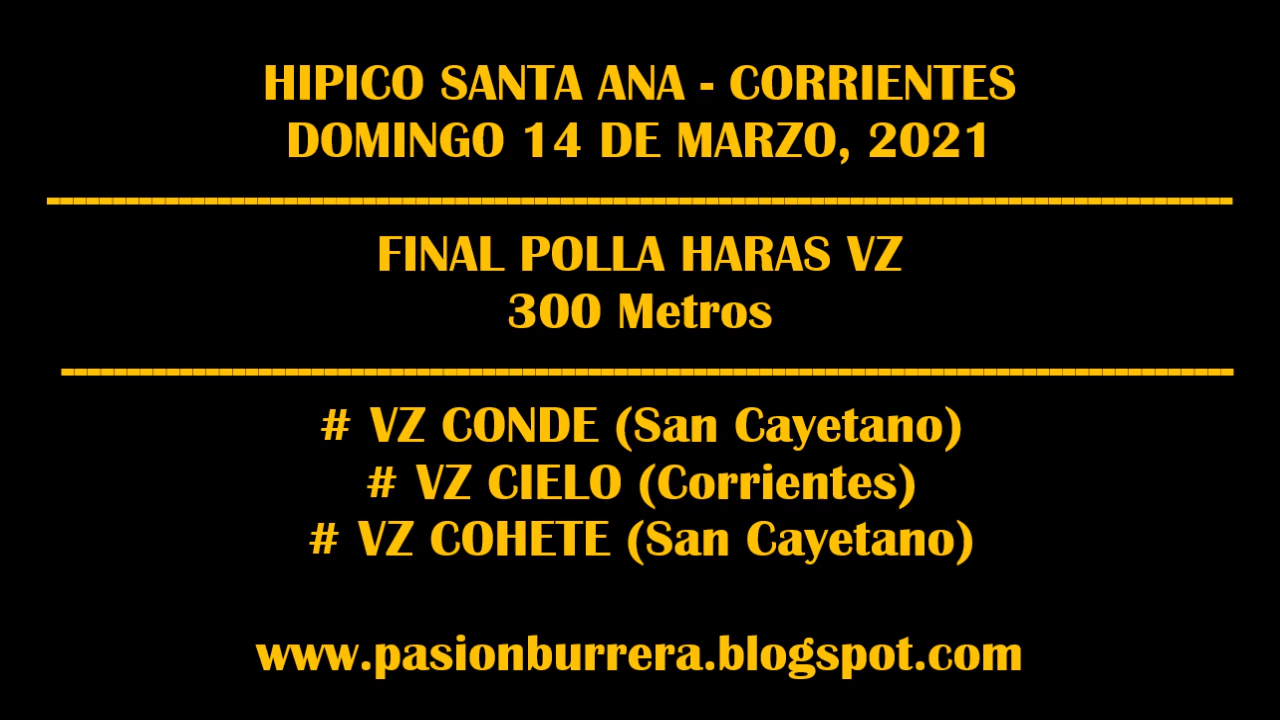 HIPICO SANTA ANA - CORRIENTES
DOMINGO 14 DE MARZO, 2021
FINAL POLLA HARAS VZ
300 Metros
# VZ CONDE (San Cayetano)
# VZ CIELO (Corrientes)
# VZ COHETE (San Cayetano)
www.pasionburrera.blogspot.com